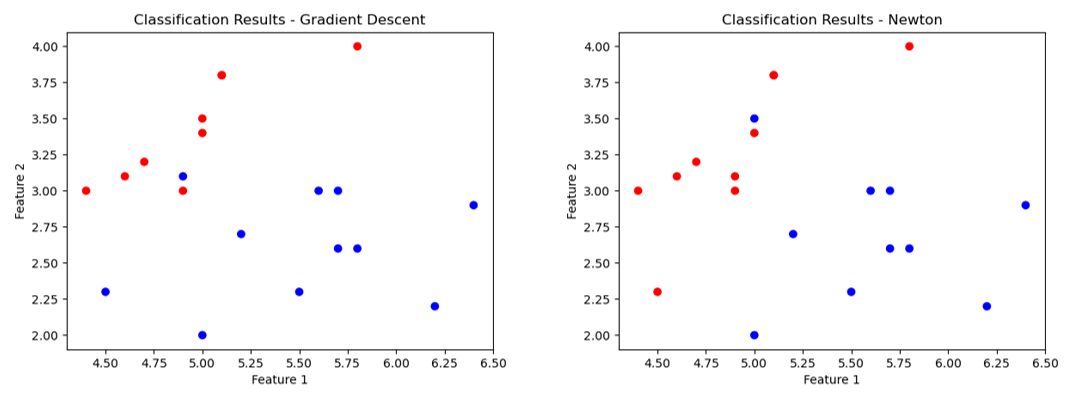 Classification Results - Gradient Descent
4.00
3.75
3.50
3.25
3.00
2.75
2.50
2.25
2.00
Feature 2
4.50 4.75 5.00 5.25 5.50 5.75 6.00 6.25 6.50
Feature 1
Classification Results - Newton
4.00
3.75
3.50
3.25
3.00
2.75
2.50
2.25
2.00
Feature 2
4.50 4.75 5.00 5.25 5.50 5.75 6.00 6.25 6.50
Feature 1